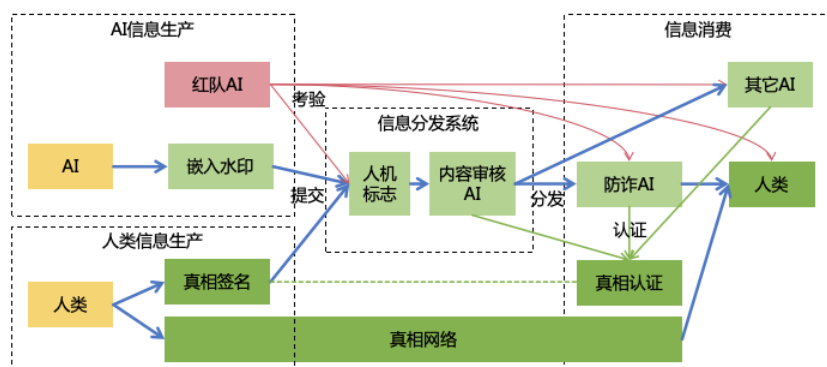 AI信息生产
信息消费
红队AI
其它AI
考验
信息分发系统
AI
嵌入水印
人机
标志
内容审核
AI
防诈AI
人类
提交
分发
人类信息生产
认证
人类
真相签名
真相认证
真相网络